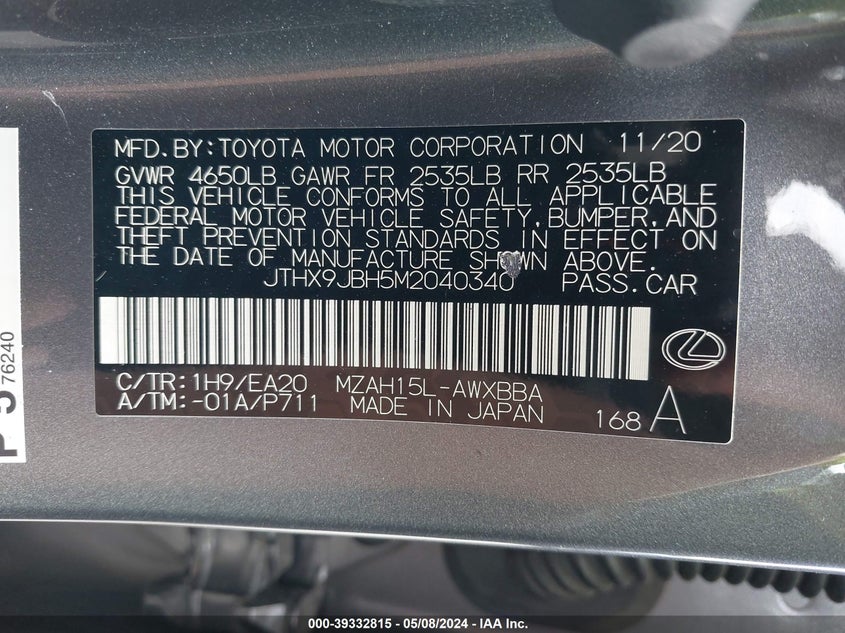 MFD.BY:TOYOTA MOTOR CORPORATION 11/20
GVWR 4650LB GAWR FR 2535LB RR 2535LB
THIS VEHICLE CONFORMS TO ALL APPLICABLE
FEDERAL MOTOR VEHICLE SAFETY,BUMPER,AND
THEFT PREVENTION STANDARDS IN EFFECT ON
THE DATE OF MANUFACTURE SHOWN ABOVE.
JTHX9JBH5M2040340 PASS.CAR
C/TR:1H9/EA20 MZAH15L-AWXBBA
A/TM:-01A/P711 MADE IN JAPAN 168 A
76240
000-39332815 - 05/08/2024 - IAA Inc.